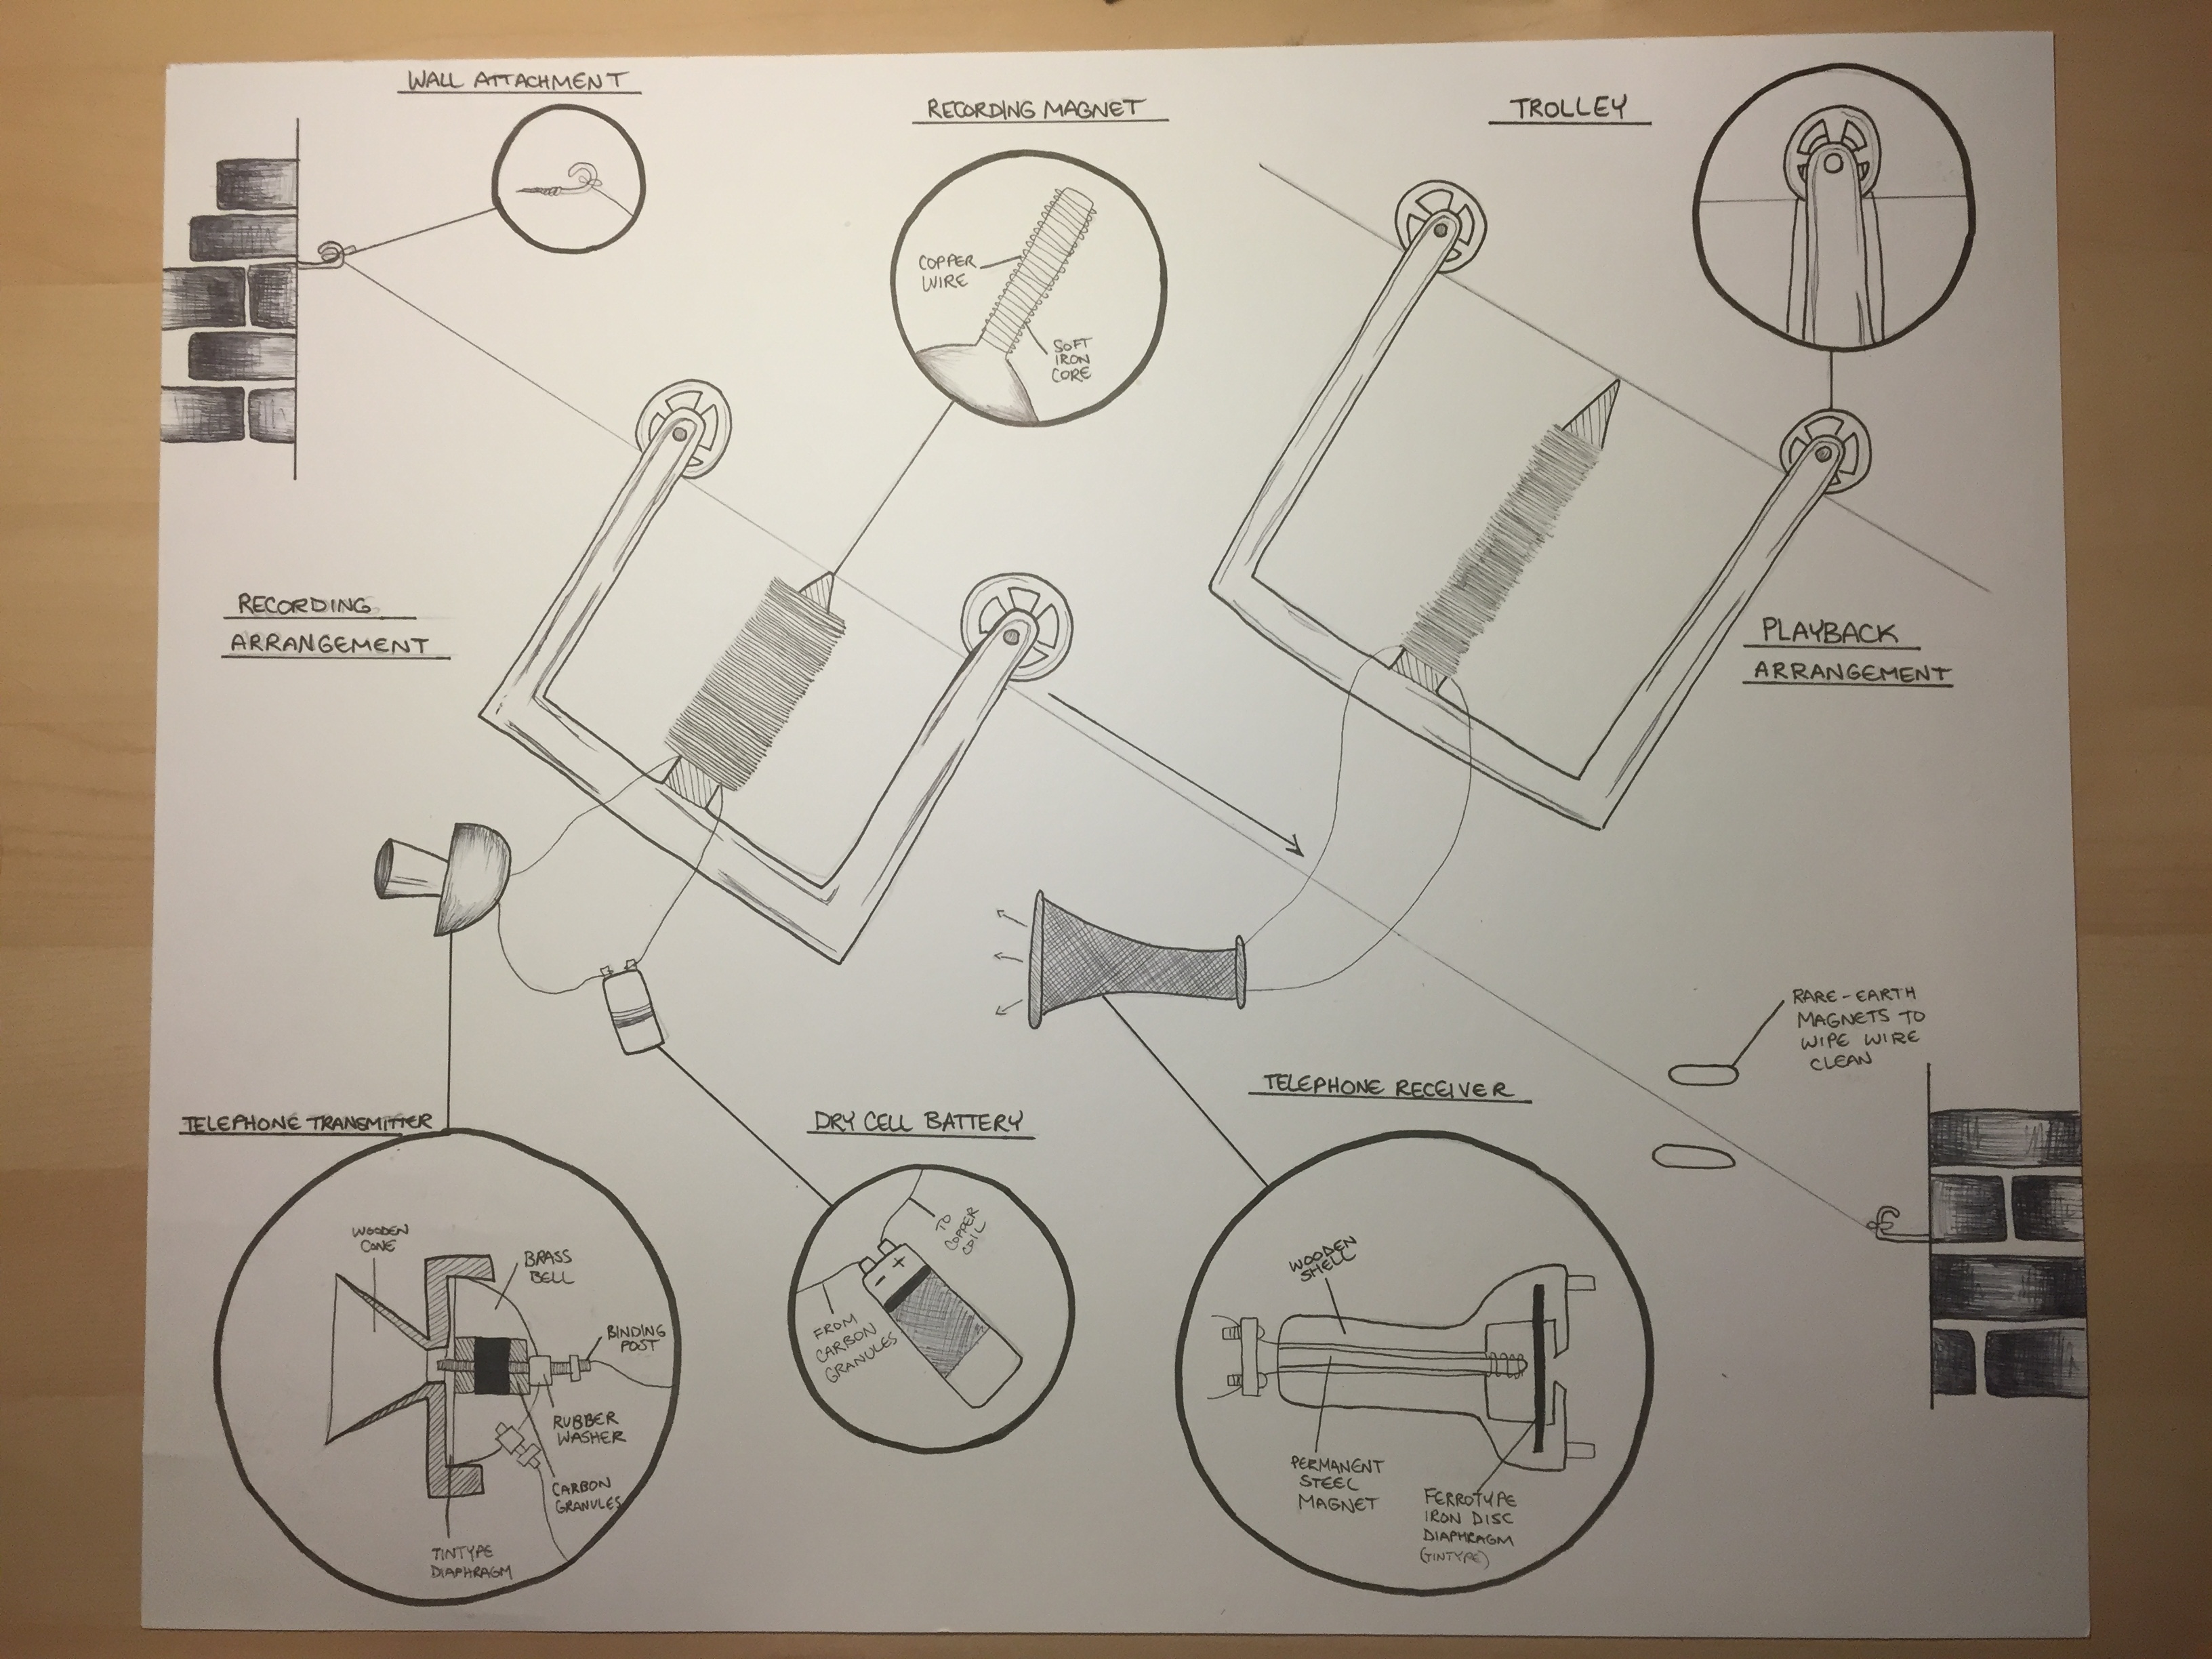 WALL ATTACHMENT
RECORDING MAGNET
COPPER
WIRE
SOFT
IRON
CORE
TROLLEY
RECORDING
ARRANGEMENT
PLAYBACK
ARRANGEMENT
TELEPHONE TRANSMITTER
WOODEN
CONE
TINTYPE
DIAPHRAGM
BRASS
BELL
BINDING
POST
RUBBER
WASHER
CARBON
GRANULES
DRY CELL BATTERY
FROM
CARBON
GRANULES
- +
TO
COPPER
COIL
TELEPHONE RECEIVER
WOODEN
SHELL
PERMANENT
STEEL
MAGNET
FERROTYPE
IRON DISC
DIAPHRAGM
(TINTYPE)
RARE-EARTH
MAGNETS TO
WIPE WIRE
CLEAN